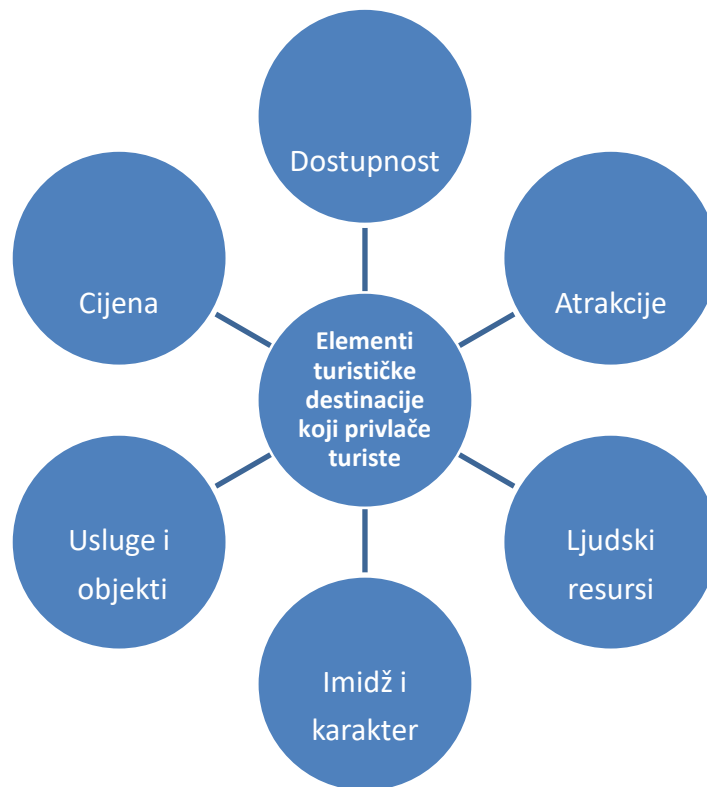 Dostupnost
Cijena
Atrakcije
Elementi
turističke
destinacije
koji privlače
turiste
Usluge i
objekti
Ljudski
resursi
Imidž i
karakter